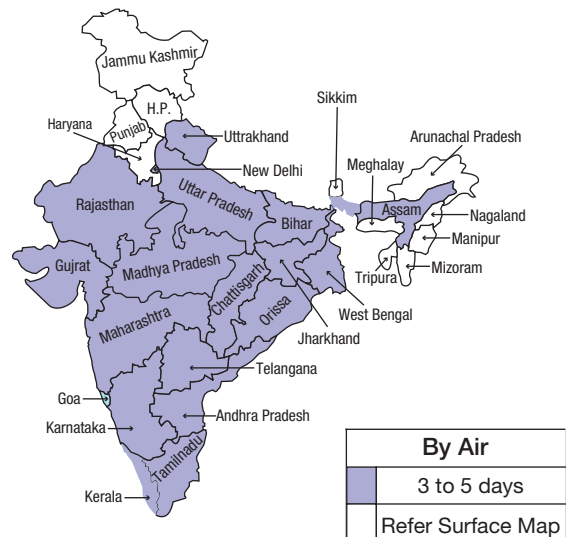 Jammu Kashmir
H.P.
Punjab
Haryana
Uttrakhand
New Delhi
Sikkim
Arunachal Pradesh
Meghalay
Rajasthan
Uttar Pradesh
Bihar
Assam
Nagaland
Manipur
Mizoram
Tripura
Gujrat
Madhya Pradesh
Chattisgarh
West Bengal
Maharashtra
Orissa
Jharkhand
Telangana
Goa
Karnataka
Andhra Pradesh
Tamilnadu
Kerala
By Air
3 to 5 days
Refer Surface Map